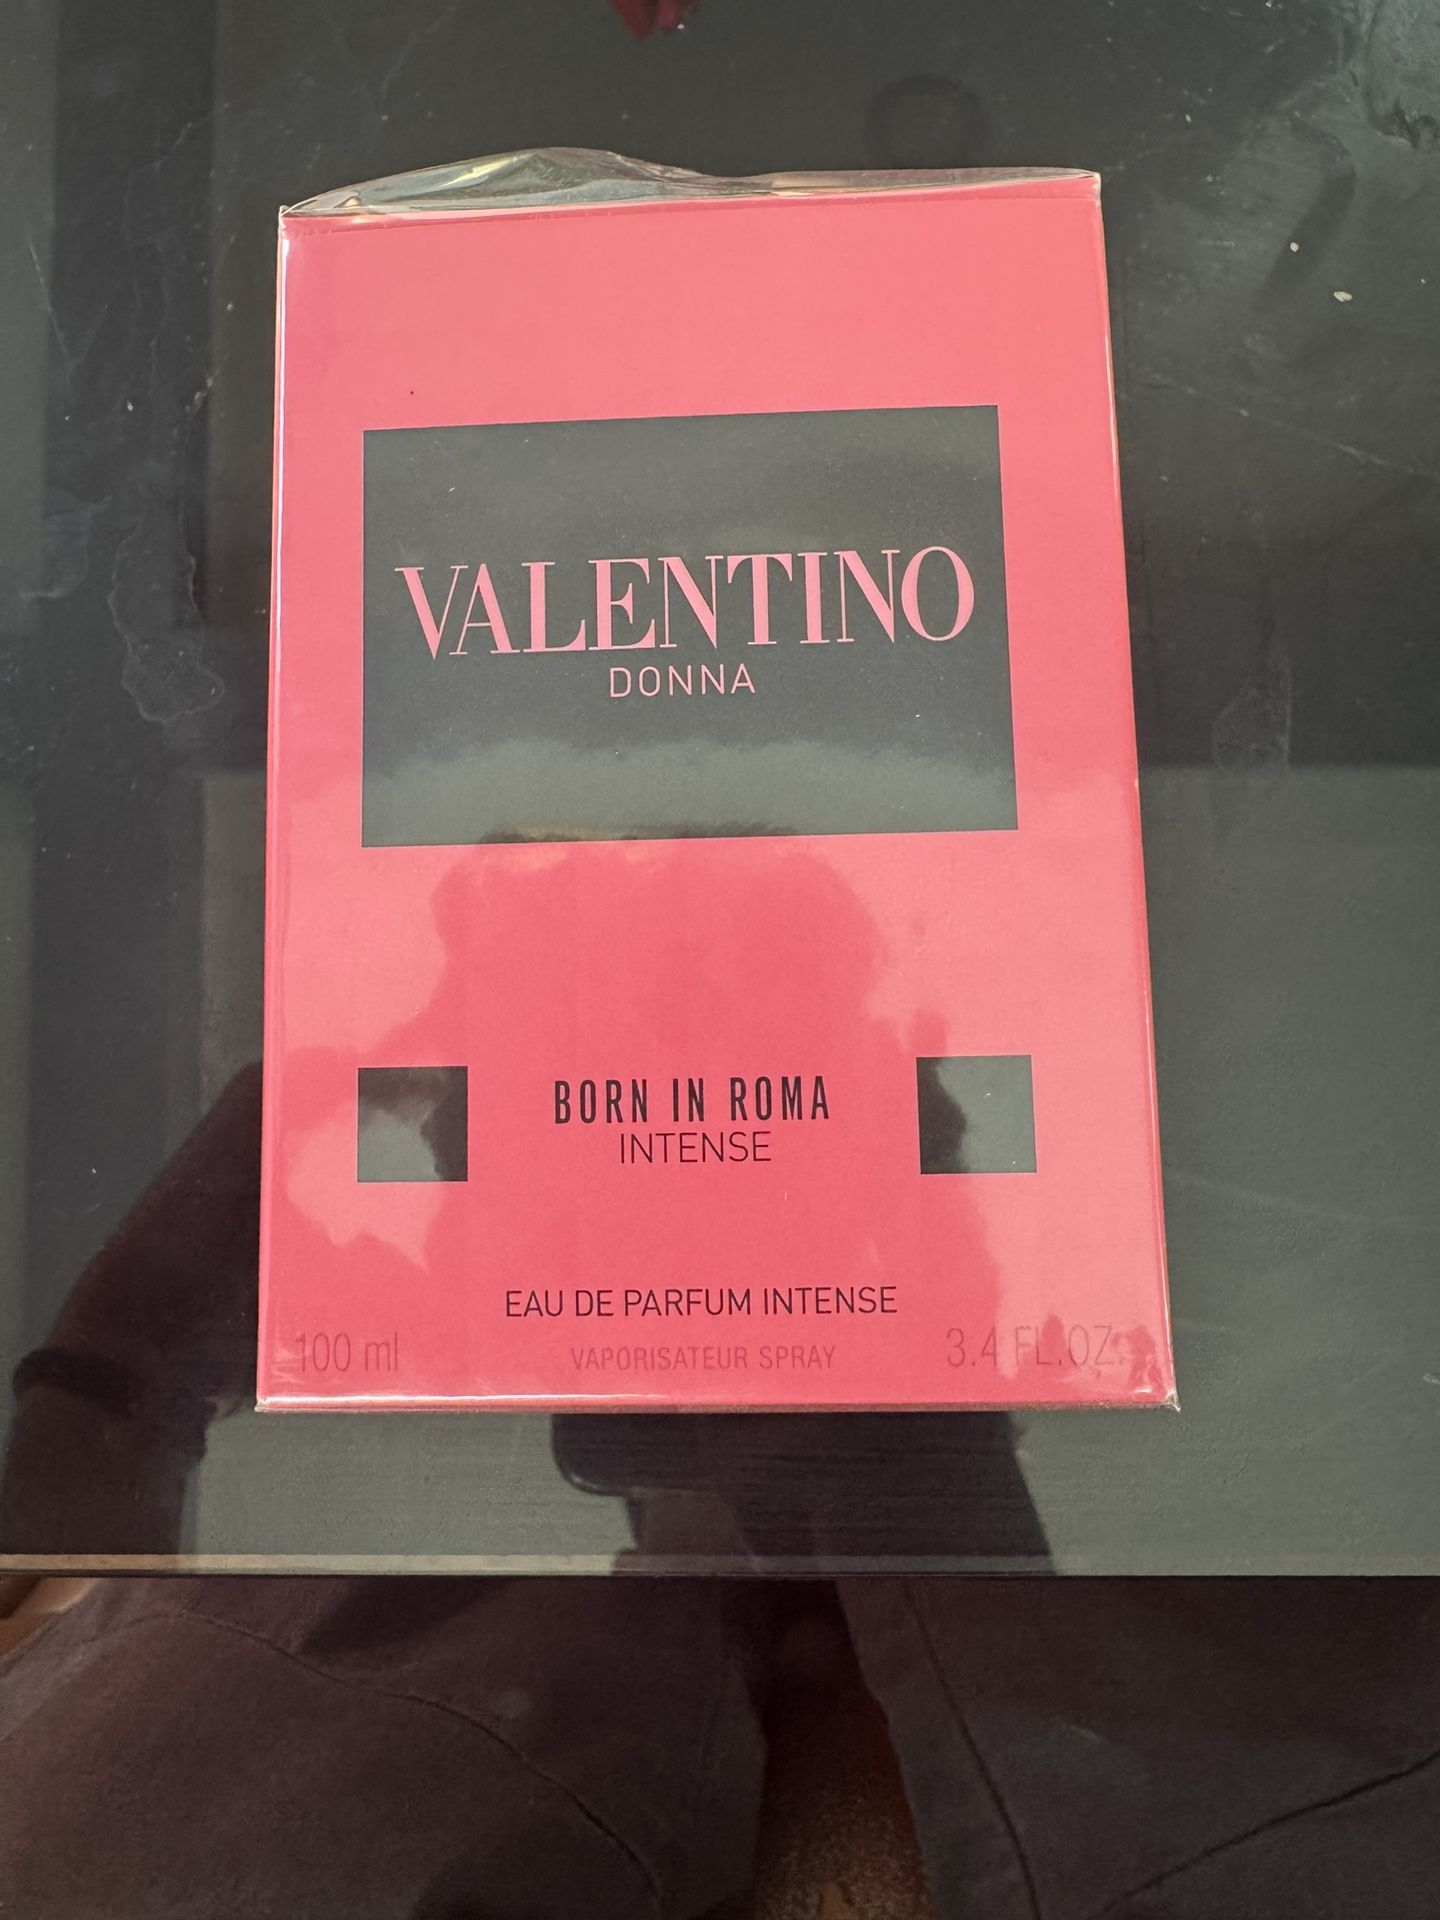 VALENTINO
DONNA
BORN IN ROMA
INTENSE
EAU DE PARFUM INTENSE
100 ml VAPORISATEUR SPRAY 3.4 FL.OZ.